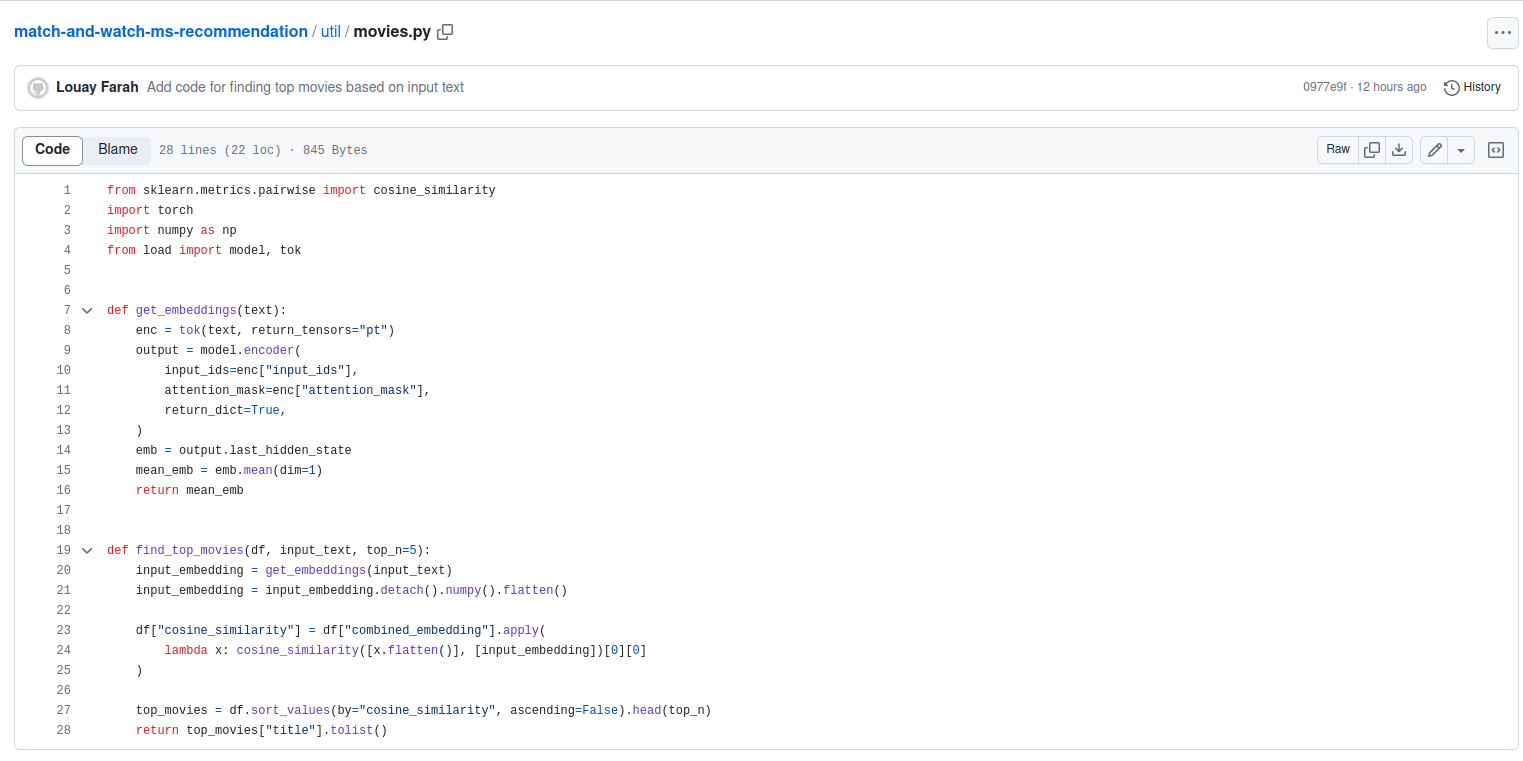 match-and-watch-ms-recommendation / util / movies.py
Louay Farah Add code for finding top movies based on input text 0977e9f · 12 hours ago History
Code Blame 28 lines (22 loc) · 845 Bytes Raw
1 from sklearn.metrics.pairwise import cosine_similarity
2 import torch
3 import numpy as np
4 from load import model, tok
5
6
7 def get_embeddings(text):
8     enc = tok(text, return_tensors="pt")
9     output = model.encoder(
10         input_ids=enc["input_ids"],
11         attention_mask=enc["attention_mask"],
12         return_dict=True,
13     )
14     emb = output.last_hidden_state
15     mean_emb = emb.mean(dim=1)
16     return mean_emb
17
18
19 def find_top_movies(df, input_text, top_n=5):
20     input_embedding = get_embeddings(input_text)
21     input_embedding = input_embedding.detach().numpy().flatten()
22
23     df["cosine_similarity"] = df["combined_embedding"].apply(
24         lambda x: cosine_similarity([x.flatten()], [input_embedding])[0][0]
25     )
26
27     top_movies = df.sort_values(by="cosine_similarity", ascending=False).head(top_n)
28     return top_movies["title"].tolist()